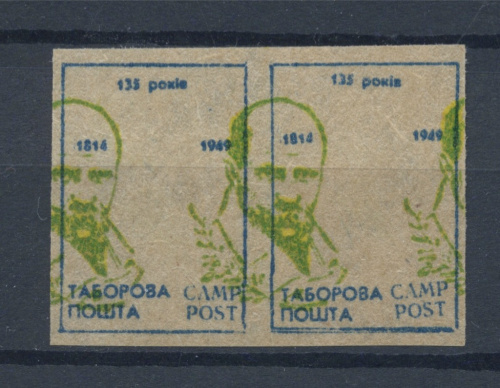 135 років
1814 1949
ТАБОРОВА CAMP
ПОШТА POST
135 років
1814 1949
ТАБОРОВА CAMP
ПОШТА POST